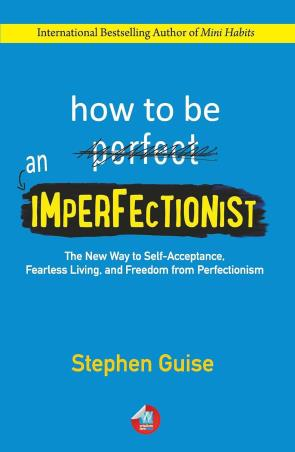 International Bestselling Author of Mini Habits
how to be
perfect
an
IMPERFECTIONIST
The New Way to Self-Acceptance,
Fearless Living, and Freedom from Perfectionism
Stephen Guise